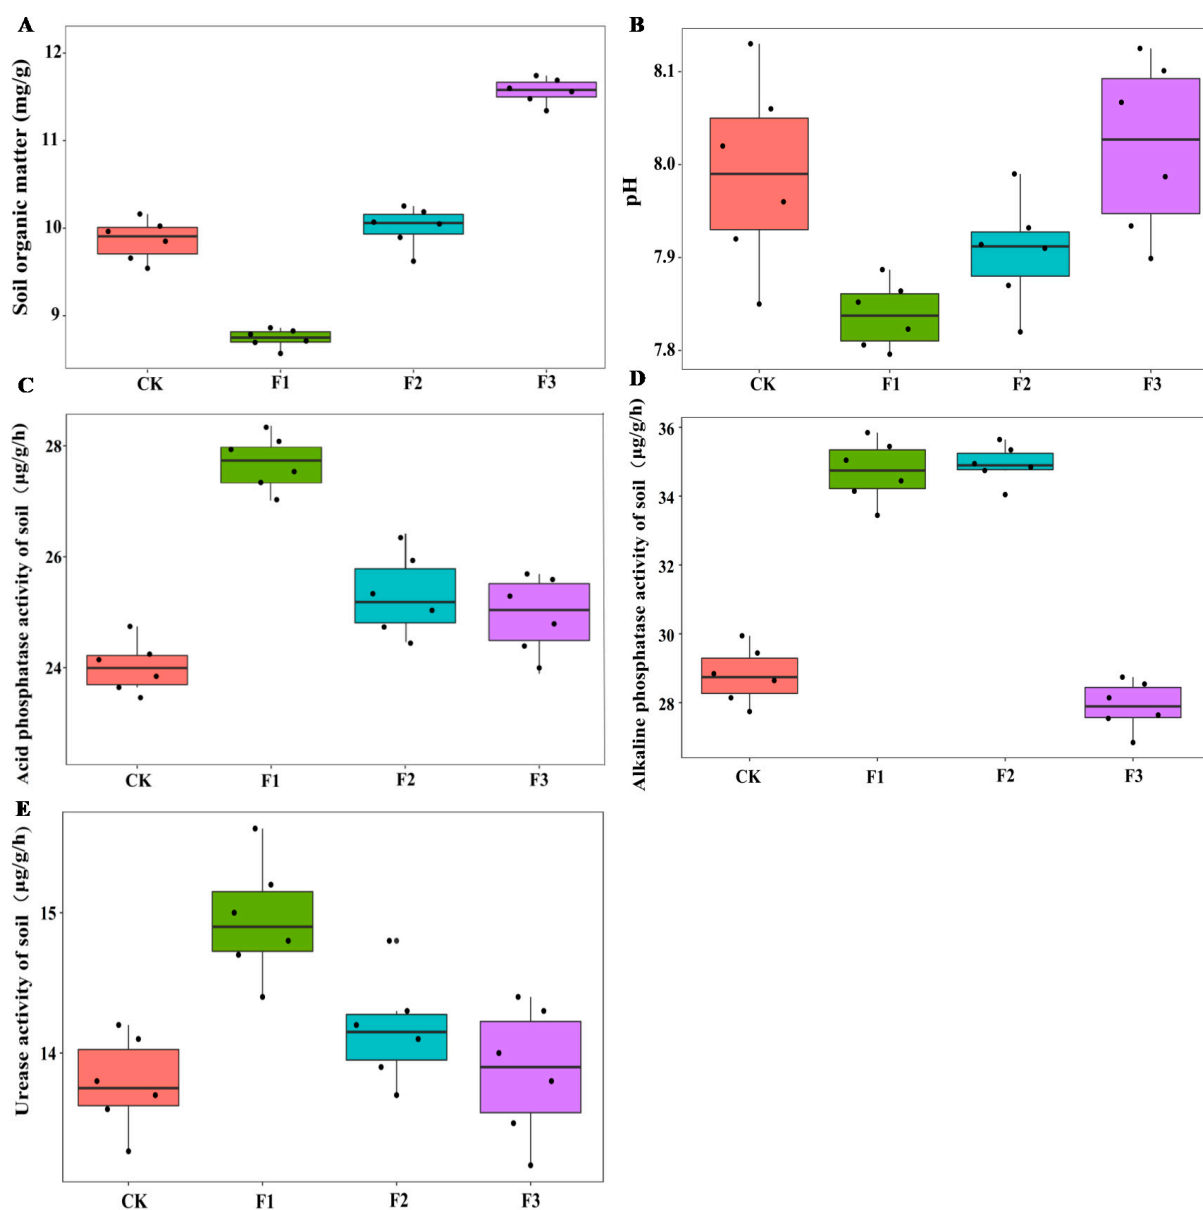 A
Soil organic matter (mg/g)
12
11
10
9
CK F1 F2 F3
B
pH
8.1
8.0
7.9
7.8
CK F1 F2 F3
C
Acid phosphatase activity of soil（μg/g/h）
28
26
24
CK F1 F2 F3
D
Alkaline phosphatase activity of soil（μg/g/h）
36
34
32
30
28
CK F1 F2 F3
E
Urease activity of soil（μg/g/h）
15
14
CK F1 F2 F3